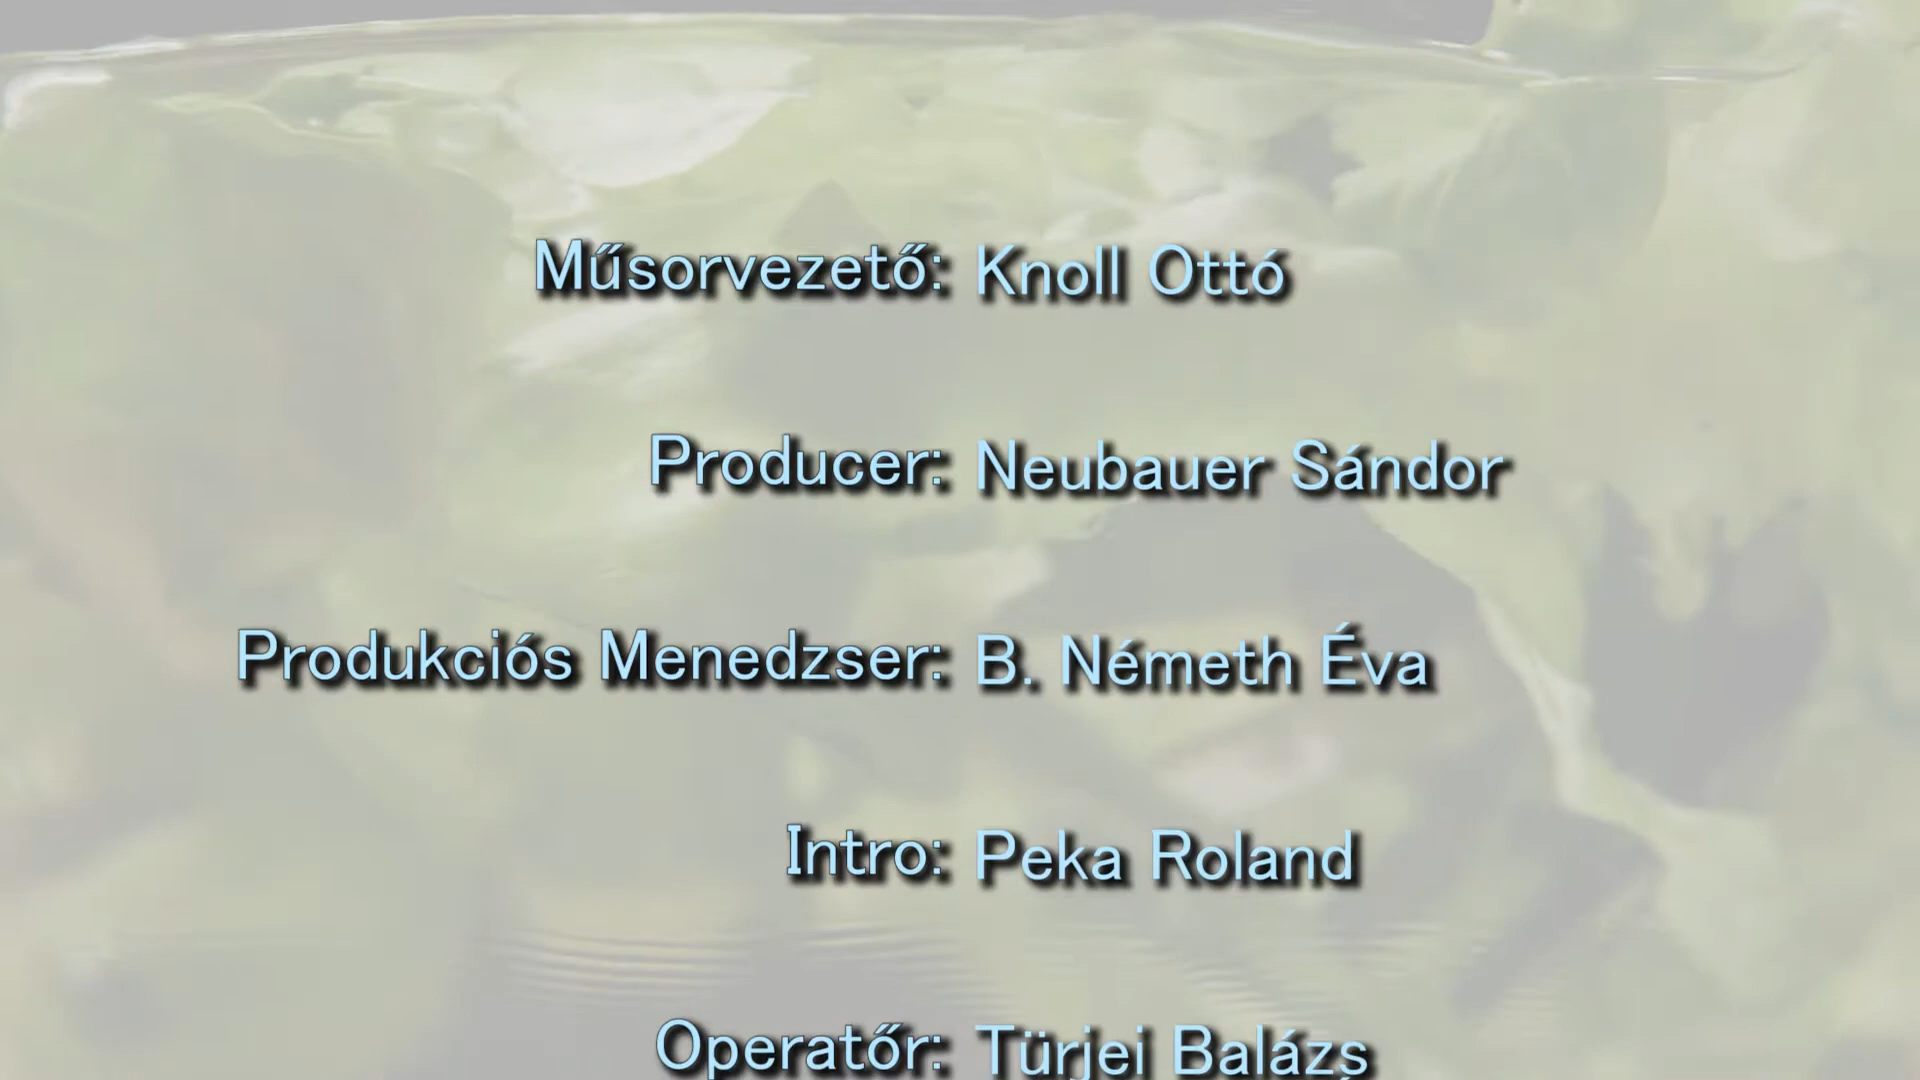 Műsorvezető: Knoll Ottó
Producer: Neubauer Sándor
Produkciós Menedzser: B. Németh Éva
Intro: Peka Roland
Operatőr: Türjei Balázs